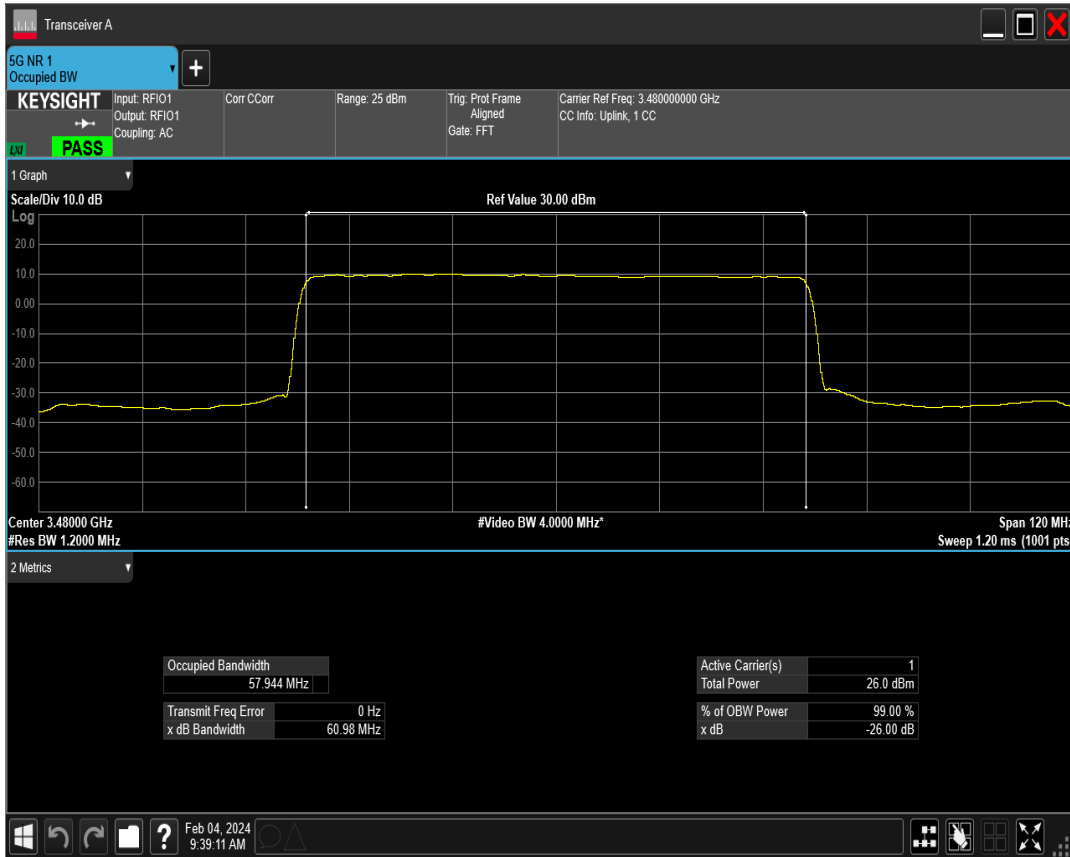 Transceiver A
5G NR 1
Occupied BW
KEYSIGHT
LXI
PASS
Input: RFIO1
Output: RFIO1
Coupling: AC
Corr CCorr
Range: 25 dBm
Trig: Prot Frame
Aligned
Gate: FFT
Carrier Ref Freq: 3.480000000 GHz
CC Info: Uplink, 1 CC
1 Graph
Scale/Div 10.0 dB
Ref Value 30.00 dBm
Log
20.0
10.0
0.00
-10.0
-20.0
-30.0
-40.0
-50.0
-60.0
Center 3.48000 GHz
#Video BW 4.0000 MHz*
Span 120 MHz
#Res BW 1.2000 MHz
Sweep 1.20 ms (1001 pts
2 Metrics
Occupied Bandwidth
57.944 MHz
Transmit Freq Error 0 Hz
x dB Bandwidth 60.98 MHz
Active Carrier(s) 1
Total Power 26.0 dBm
% of OBW Power 99.00 %
x dB -26.00 dB
?
Feb 04, 2024
9:39:11 AM